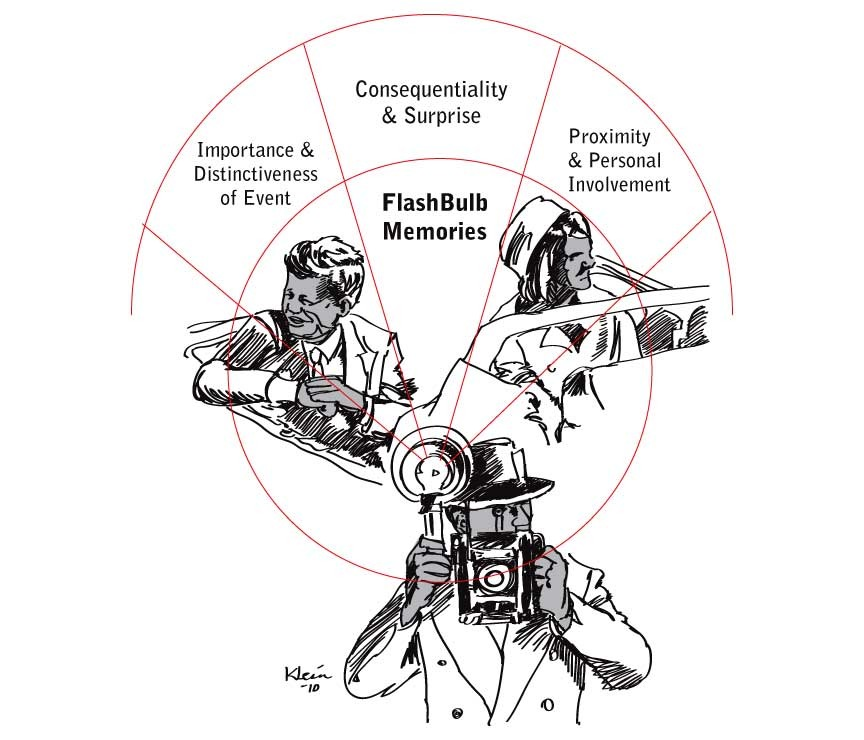 Consequentiality
& Surprise
Importance &
Distinctiveness
of Event
Proximity
& Personal
Involvement
FlashBulb
Memories
Klein
-10